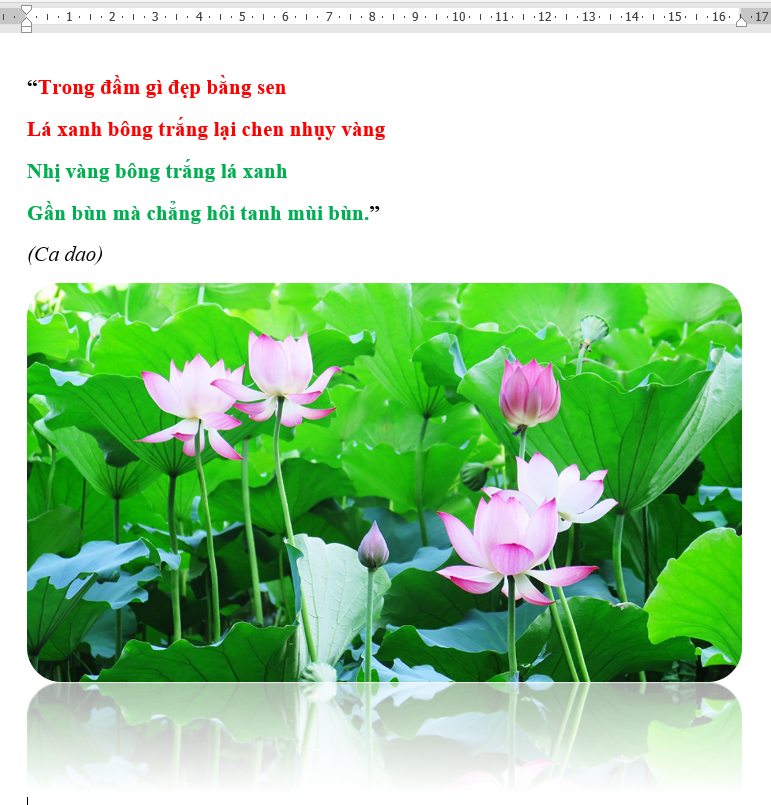 1 2 3 4 5 6 7 8 9 10 11 12 13 14 15 16 17
“Trong đầm gì đẹp bằng sen
Lá xanh bông trắng lại chen nhụy vàng
Nhị vàng bông trắng lá xanh
Gần bùn mà chẳng hôi tanh mùi bùn.”
(Ca dao)